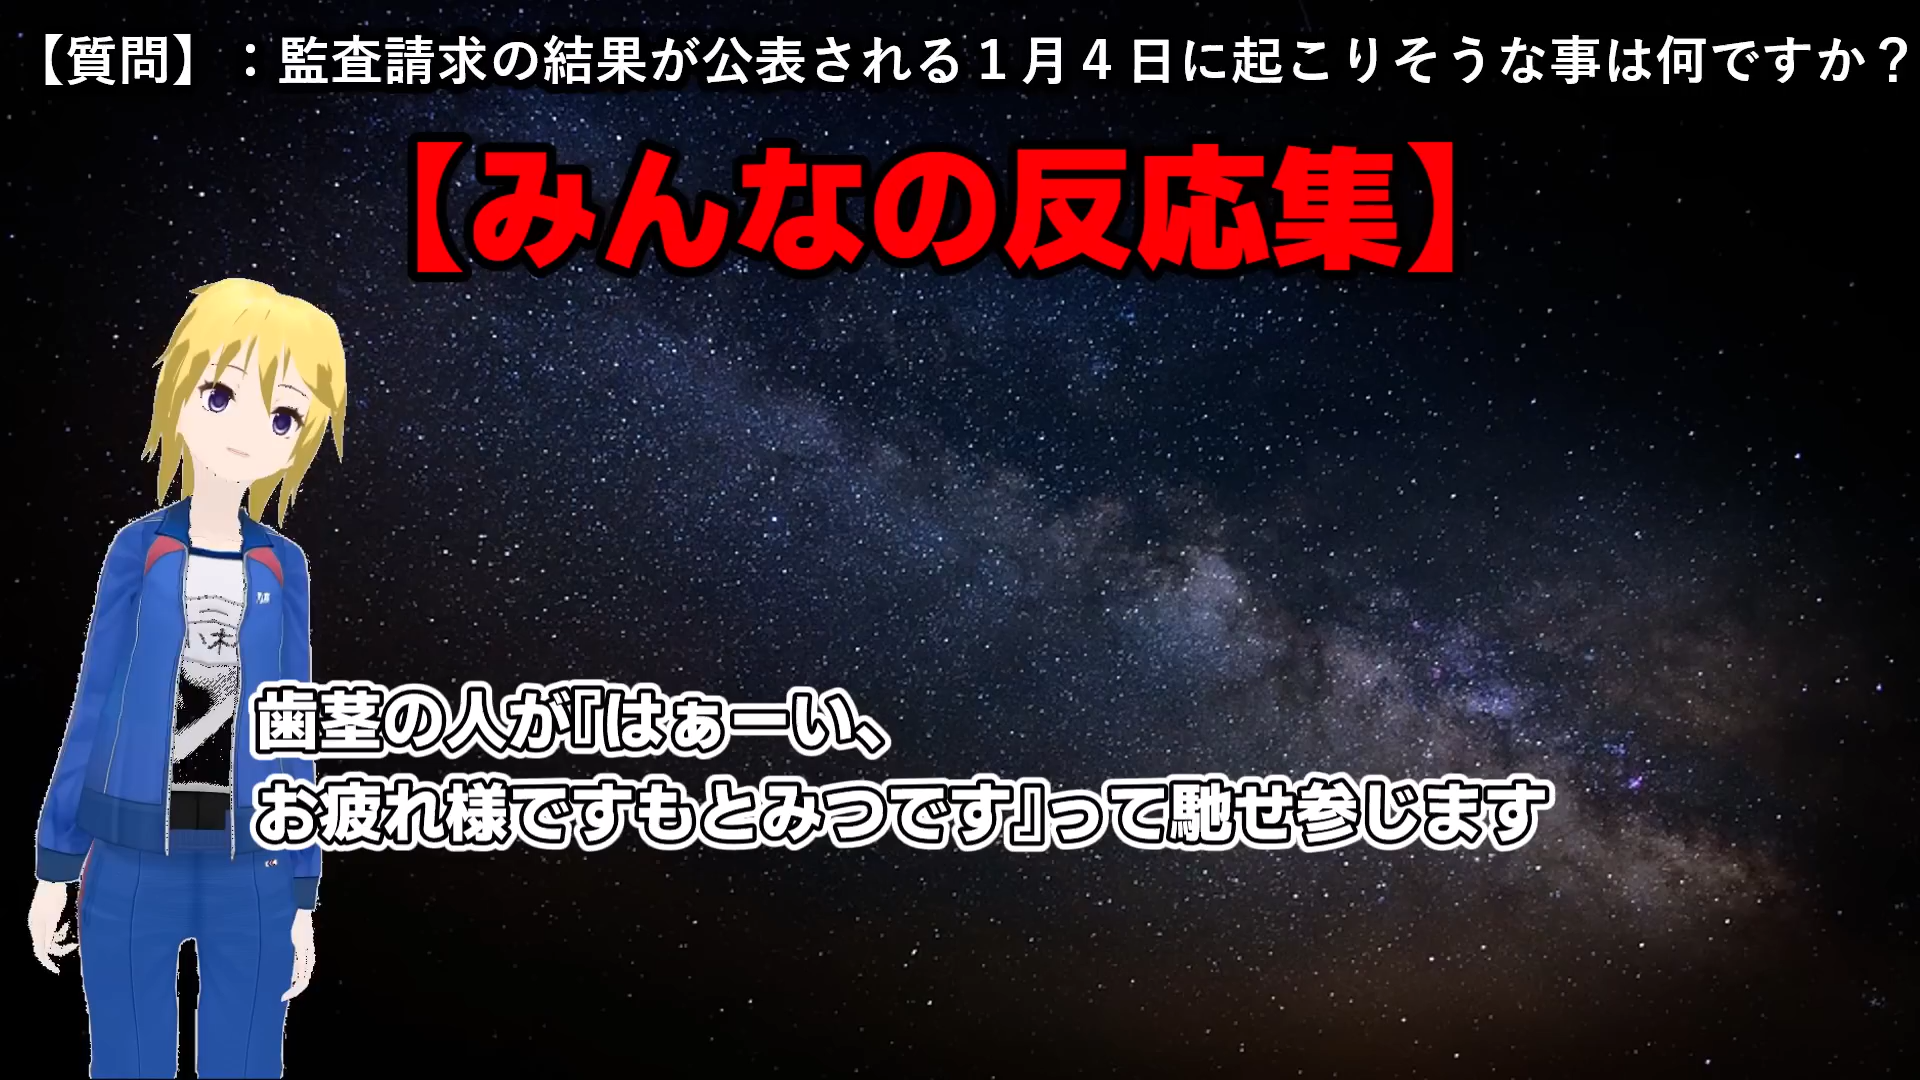 【質問】：監査請求の結果が公表される１月４日に起こりそうな事は何ですか？
【みんなの反応集】
歯茎の人が『はぁーい、
お疲れ様ですもとみつです』って馳せ参じます